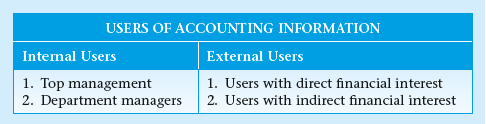 USERS OF ACCOUNTING INFORMATION
Internal Users
External Users
1. Top management
2. Department managers
1. Users with direct financial interest
2. Users with indirect financial interest